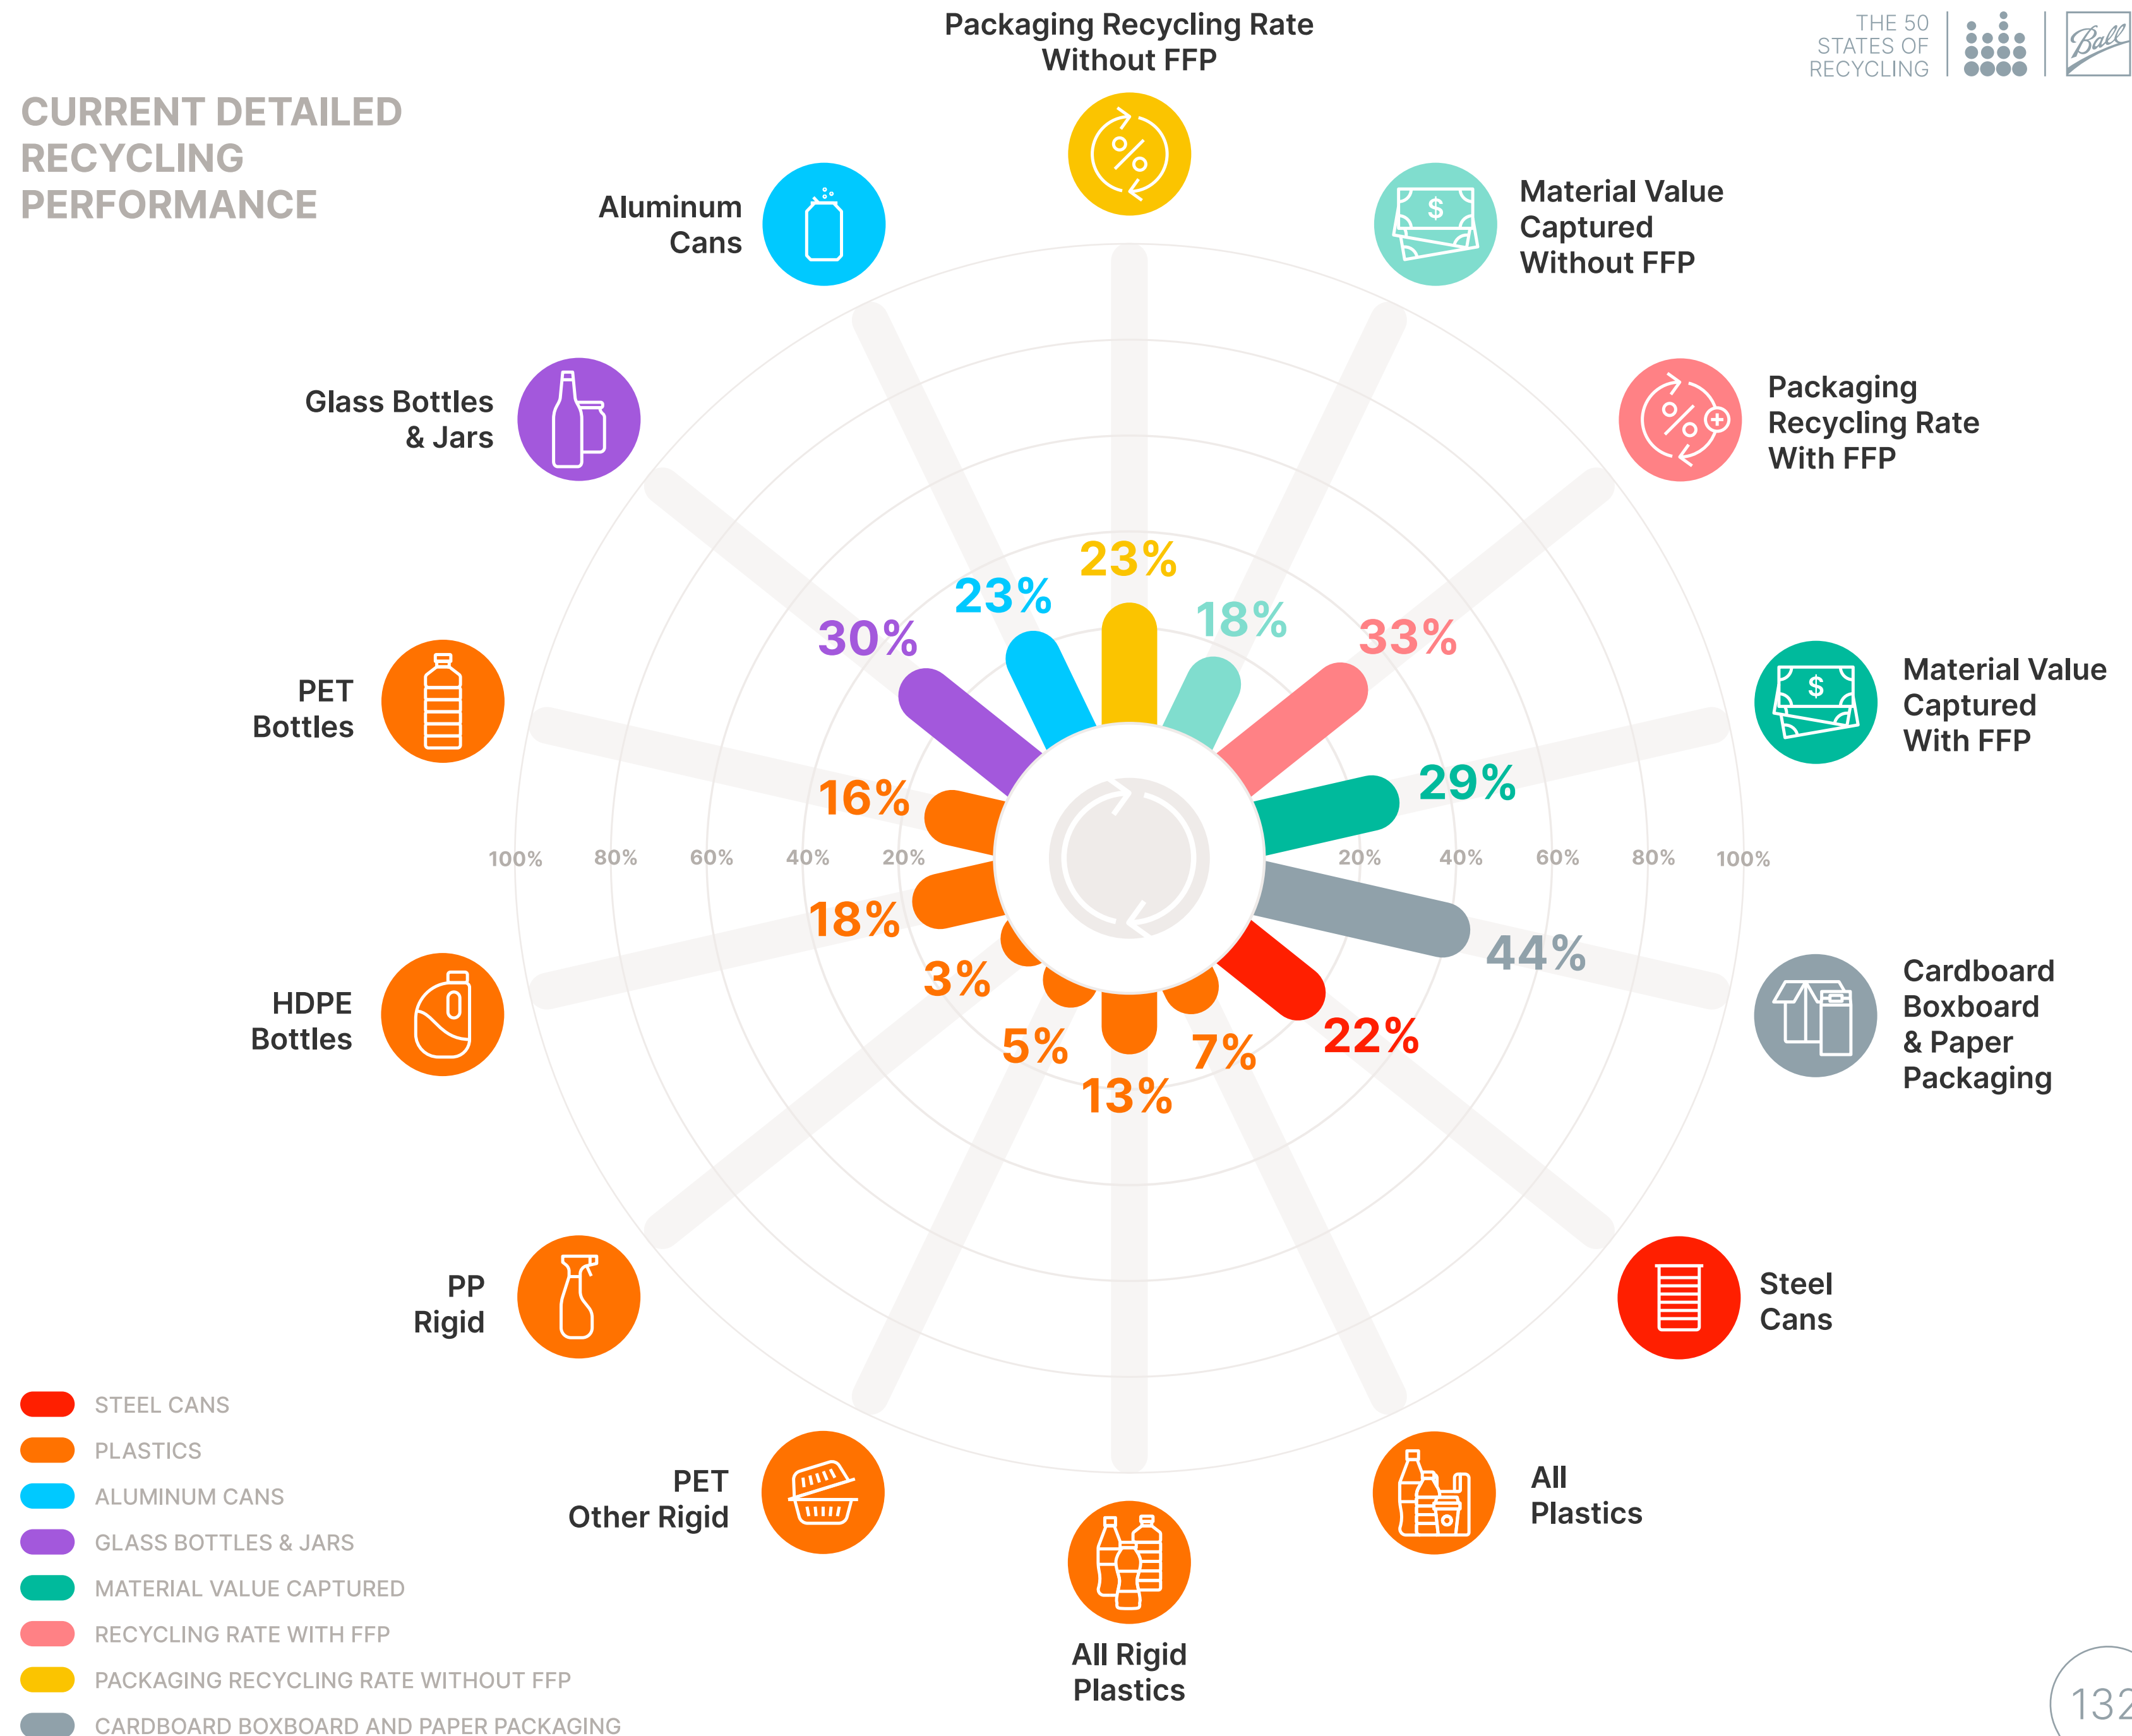 Packaging Recycling Rate
Without FFP
THE 50
STATES OF
RECYCLING
Ball
CURRENT DETAILED
RECYCLING
PERFORMANCE
Aluminum
Cans
Material Value
Captured
Without FFP
$
Glass Bottles
& Jars
Packaging
Recycling Rate
With FFP
%
%
PET
Bottles
Material Value
Captured
With FFP
$
23%
23%
18%
30%
33%
16%
29%
100% 80% 60% 40% 20% 20% 40% 60% 80% 100%
18%
44%
3%
5%
13%
7%
22%
HDPE
Bottles
Cardboard
Boxboard
& Paper
Packaging
PP
Rigid
Steel
Cans
PET
Other Rigid
All
Plastics
All Rigid
Plastics
STEEL CANS
PLASTICS
ALUMINUM CANS
GLASS BOTTLES & JARS
MATERIAL VALUE CAPTURED
RECYCLING RATE WITH FFP
PACKAGING RECYCLING RATE WITHOUT FFP
CARDBOARD BOXBOARD AND PAPER PACKAGING
132